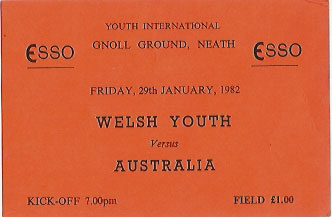 YOUTH INTERNATIONAL
ESSO GNOLL GROUND, NEATH ESSO
FRIDAY, 29th JANUARY, 1982
WELSH YOUTH
Versus
AUSTRALIA
KICK-OFF 7.00pm FIELD £1.00